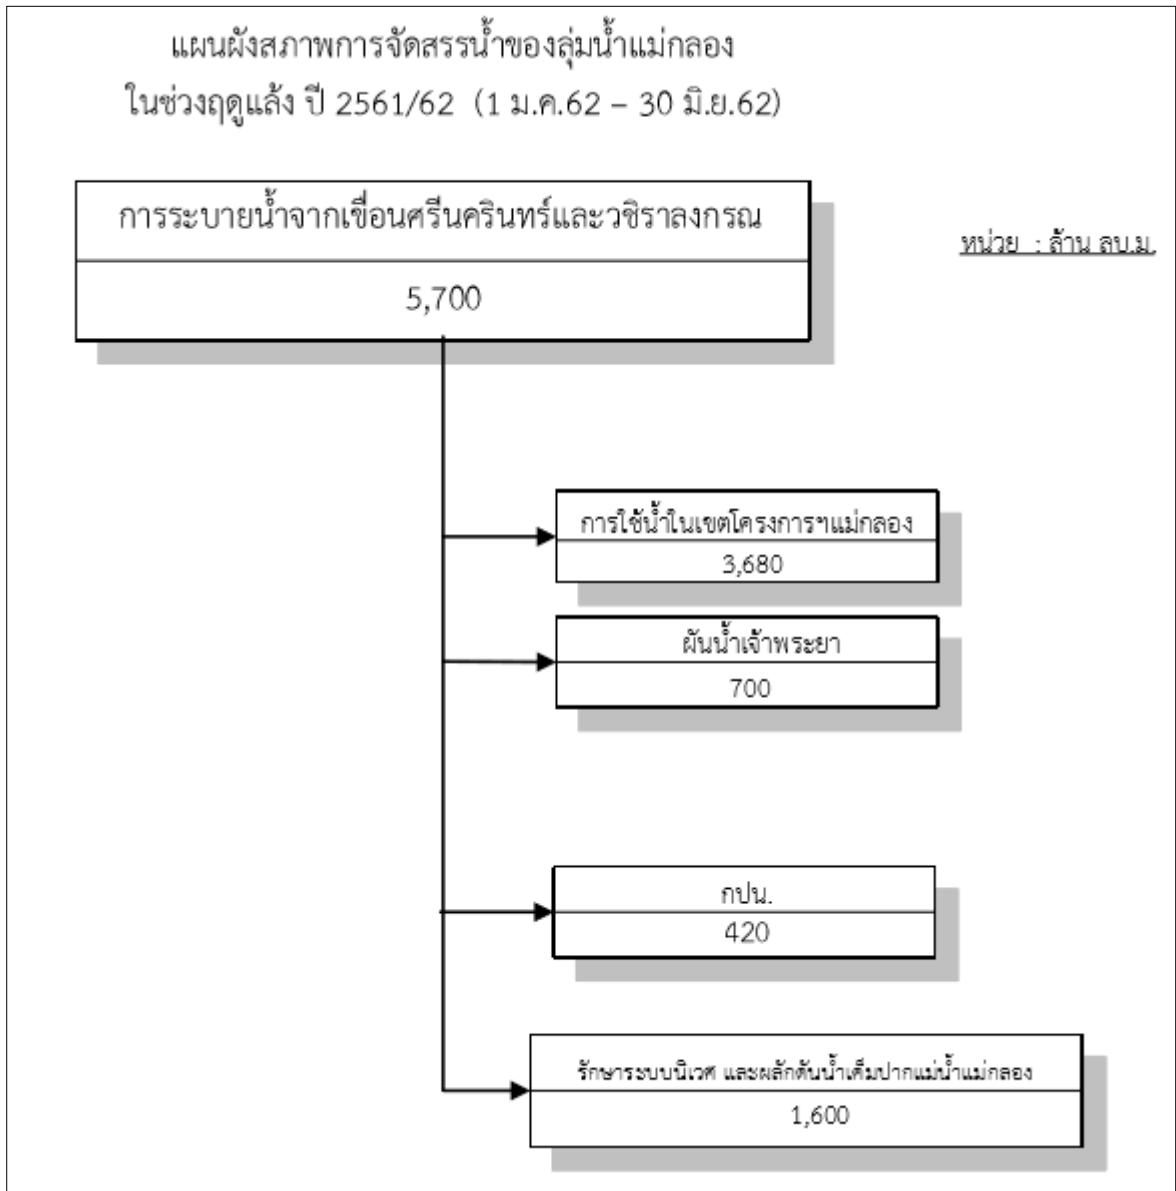 แผนผังสภาพการจัดสรรน้ำของลุ่มน้ำแม่กลอง
ในช่วงฤดูแล้ง ปี 2561/62 (1 ม.ค.62 – 30 มิ.ย.62)
การระบายน้ำจากเขื่อนศรีนครินทร์และวชิราลงกรณ
หน่วย : ล้าน ลบ.ม.
5,700
การใช้น้ำในเขตโครงการฯแม่กลอง
3,680
ผันน้ำเจ้าพระยา
700
กปน.
420
รักษาระบบนิเวศ และผลักดันน้ำเค็มปากแม่น้ำแม่กลอง
1,600